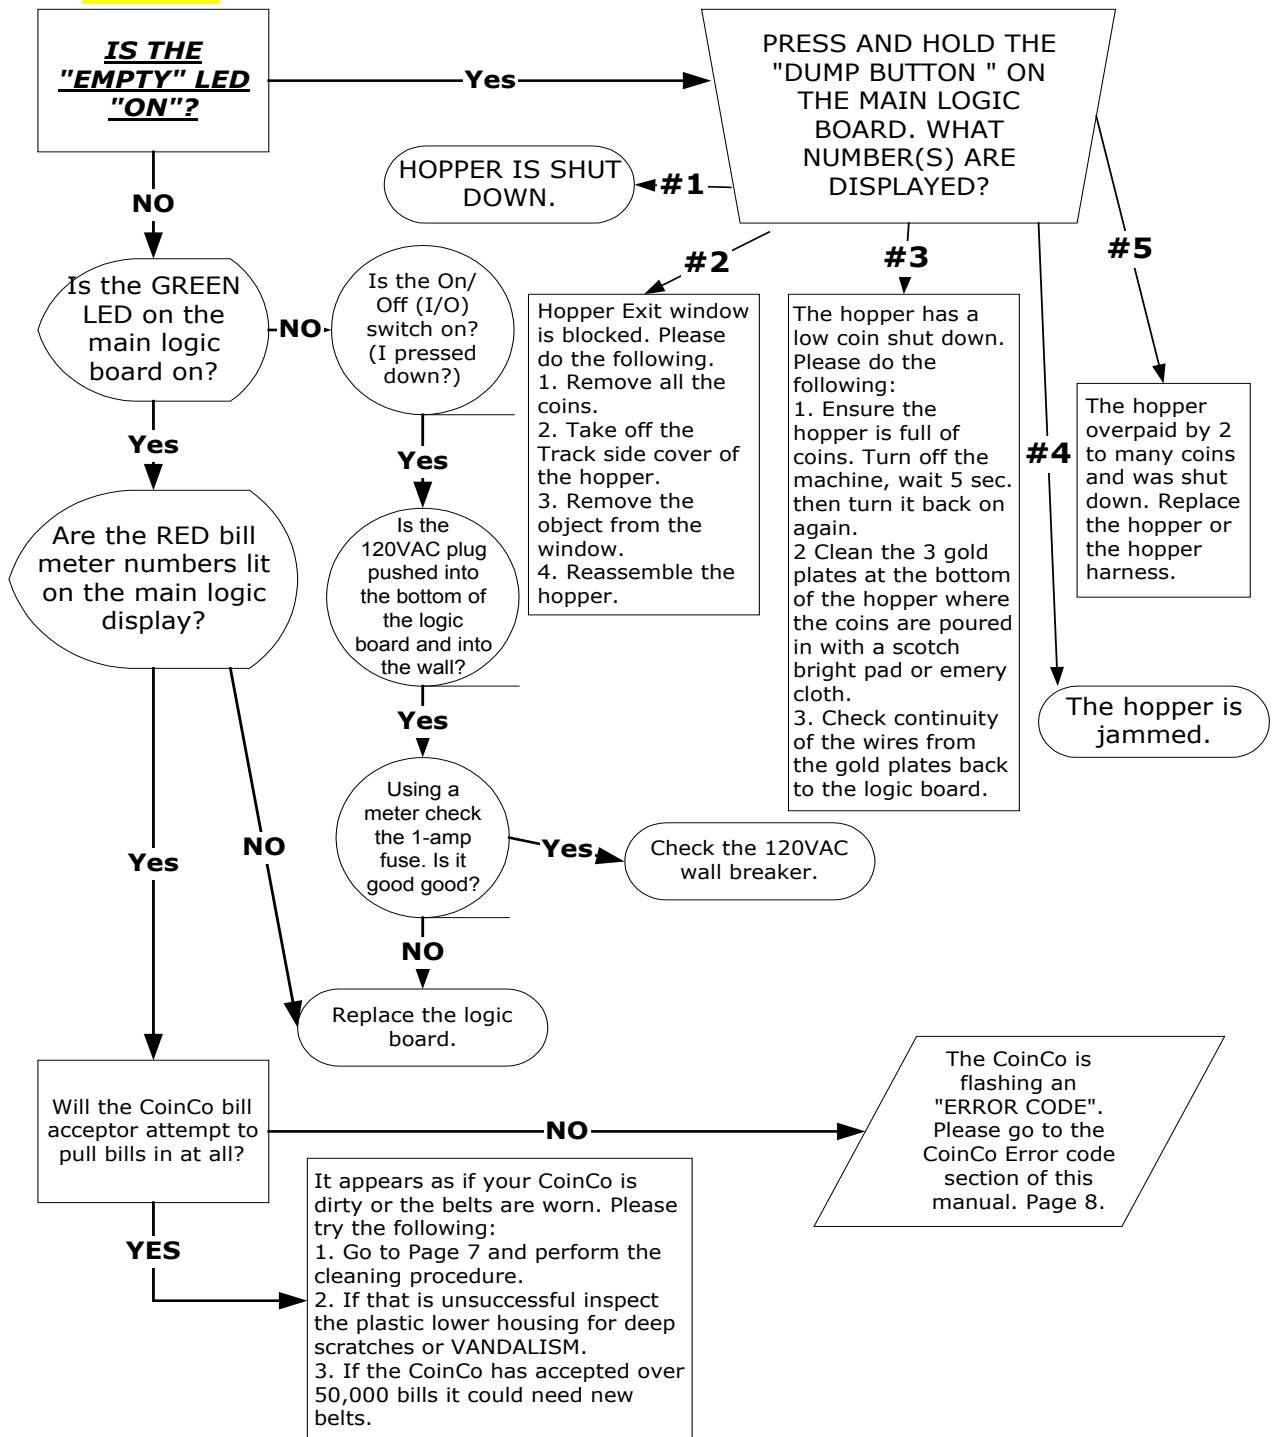 IS THE
"EMPTY" LED
"ON"?
Yes
PRESS AND HOLD THE
"DUMP BUTTON " ON
THE MAIN LOGIC
BOARD. WHAT
NUMBER(S) ARE
DISPLAYED?
HOPPER IS SHUT
DOWN.
#1
NO
#2
#3
#5
Is the GREEN
LED on the
main logic
board on?
NO
Is the On/
Off (I/O)
switch on?
(I pressed
down?)
Hopper Exit window
is blocked. Please
do the following.
1. Remove all the
coins.
2. Take off the
Track side cover of
the hopper.
3. Remove the
object from the
window.
4. Reassemble the
hopper.
The hopper has a
low coin shut down.
Please do the
following:
1. Ensure the
hopper is full of
coins. Turn off the
machine, wait 5 sec.
then turn it back on
again.
2 Clean the 3 gold
plates at the bottom
of the hopper where
the coins are poured
in with a scotch
bright pad or emery
cloth.
3. Check continuity
of the wires from
the gold plates back
to the logic board.
#4
The hopper
overpaid by 2
to many coins
and was shut
down. Replace
the hopper or
the hopper
harness.
Yes
Yes
Are the RED bill
meter numbers lit
on the main logic
display?
Is the
120VAC plug
pushed into
the bottom of
the logic
board and into
the wall?
The hopper is
jammed.
Yes
Using a
meter check
the 1-amp
fuse. Is it
good good?
Yes
Check the 120VAC
wall breaker.
Yes
NO
NO
Replace the logic
board.
Will the CoinCo bill
acceptor attempt to
pull bills in at all?
NO
The CoinCo is
flashing an
"ERROR CODE".
Please go to the
CoinCo Error code
section of this
manual. Page 8.
YES
It appears as if your CoinCo is
dirty or the belts are worn. Please
try the following:
1. Go to Page 7 and perform the
cleaning procedure.
2. If that is unsuccessful inspect
the plastic lower housing for deep
scratches or VANDALISM.
3. If the CoinCo has accepted over
50,000 bills it could need new
belts.